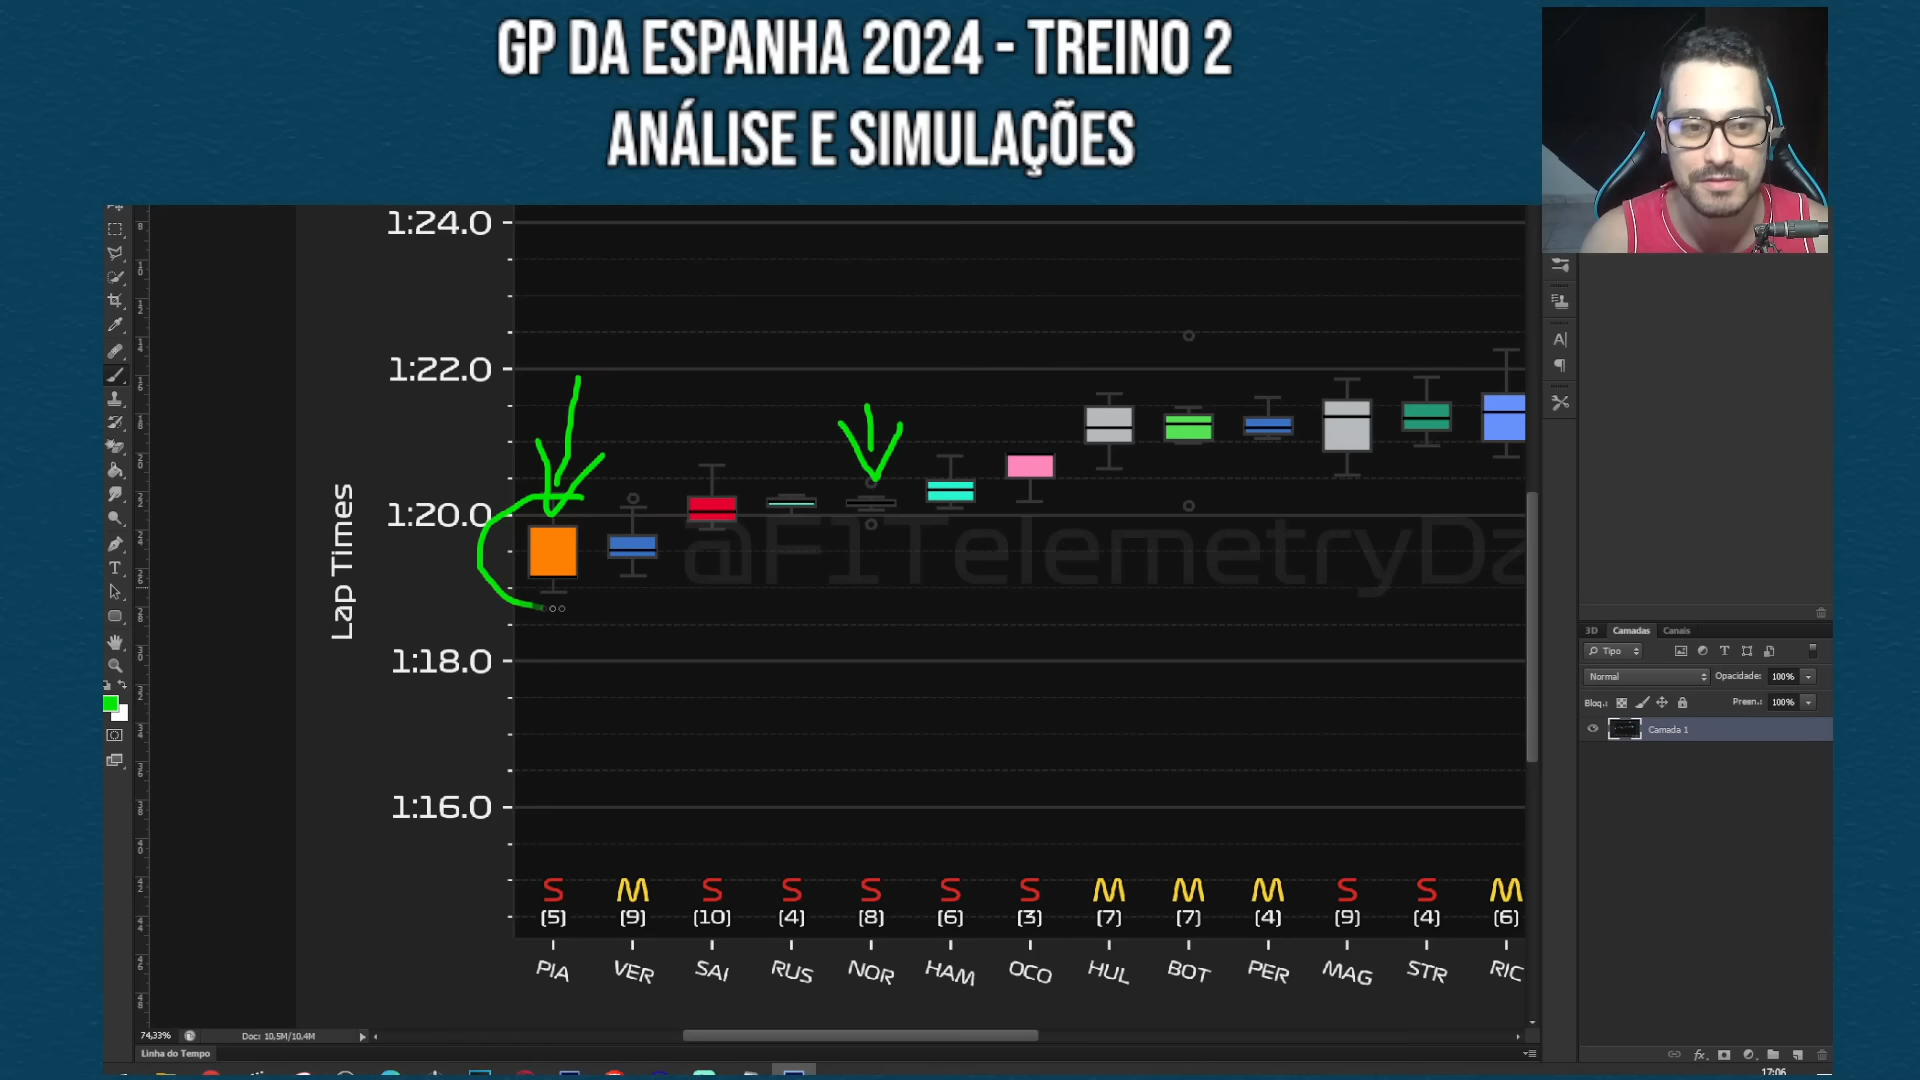 GP DA ESPANHA 2024 - TREINO 2
ANÁLISE E SIMULAÇÕES
1:24.0
1:22.0
1:20.0
1:18.0
1:16.0
Lap Times
@F1TelemetryDz
S M S S S S S M M M S S M
(5) (9) (10) (4) (8) (6) (3) (7) (7) (4) (9) (4) (6)
PIA VER SAI RUS NOR HAM OCO HUL BOT PER MAG STR RIC
3D Camadas Canais
Tipo
Normal Opacidade: 100%
Bloq.: Preen.: 100%
Camada 1
74,33% Doc: 10,5M/10,4M
Linha do Tempo
17:06